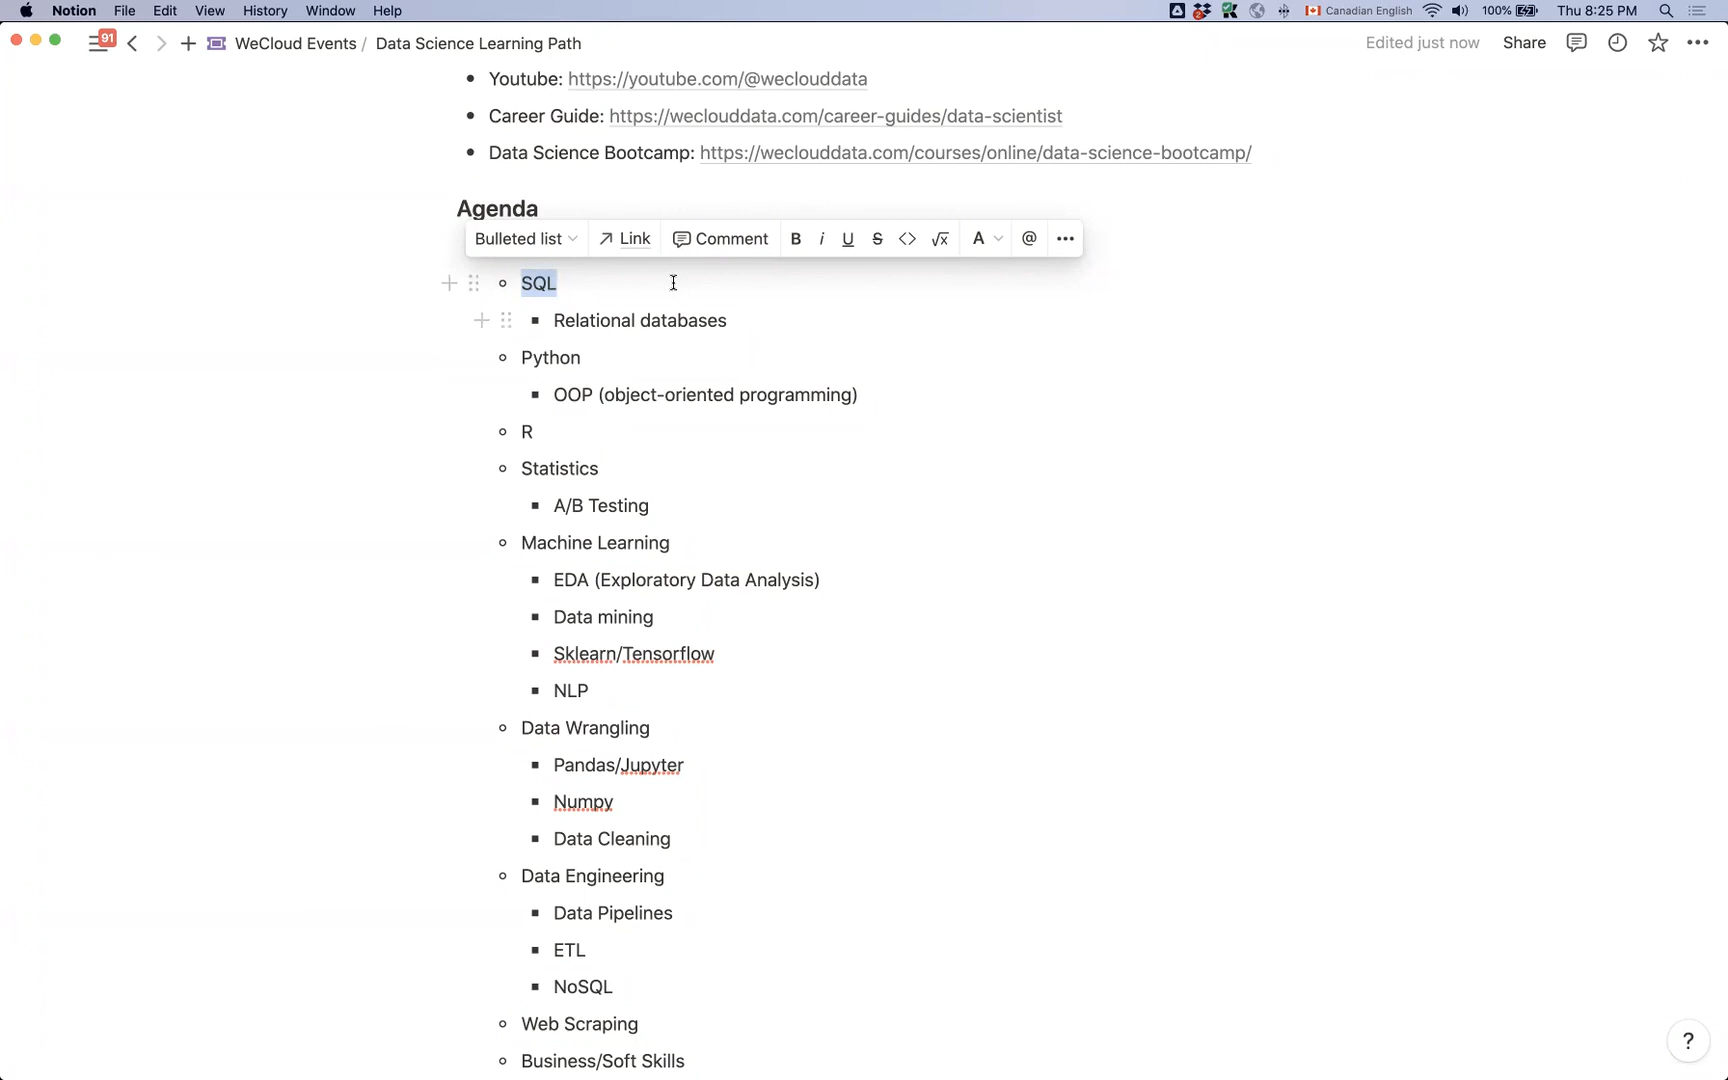 Notion File Edit View History Window Help 2 Canadian English 100% Thu 8:25 PM
91 WeCloud Events / Data Science Learning Path Edited just now Share
Youtube: https://youtube.com/@weclouddata
Career Guide: https://weclouddata.com/career-guides/data-scientist
Data Science Bootcamp: https://weclouddata.com/courses/online/data-science-bootcamp/
Agenda
Bulleted list Link Comment B i U S <> √x A @ •••
SQL
Relational databases
Python
OOP (object-oriented programming)
R
Statistics
A/B Testing
Machine Learning
EDA (Exploratory Data Analysis)
Data mining
Sklearn/Tensorflow
NLP
Data Wrangling
Pandas/Jupyter
Numpy
Data Cleaning
Data Engineering
Data Pipelines
ETL
NoSQL
Web Scraping
Business/Soft Skills
?